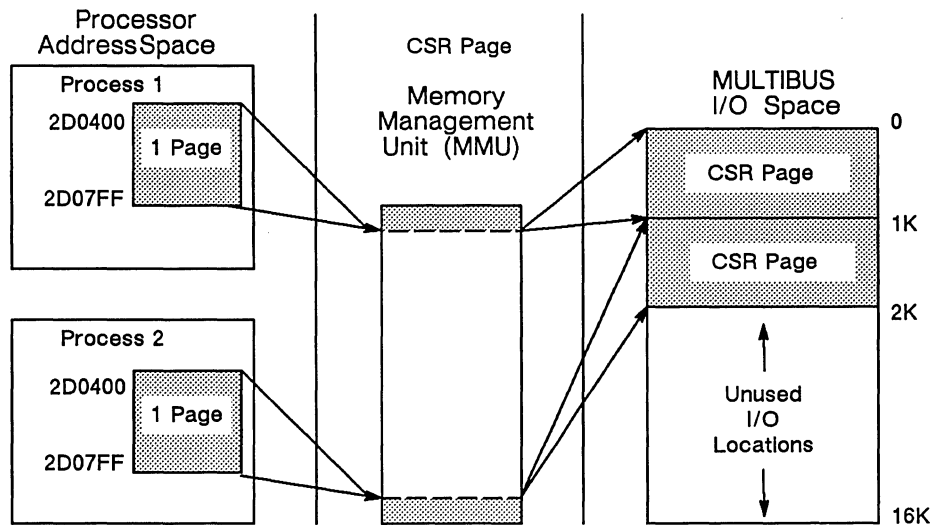 Processor
AddressSpace
Process 1
2D0400
1 Page
2D07FF
Process 2
2D0400
1 Page
2D07FF
CSR Page
Memory
Management
Unit (MMU)
MULTIBUS
I/O Space
0
CSR Page
1K
CSR Page
2K
Unused
I/O
Locations
16K